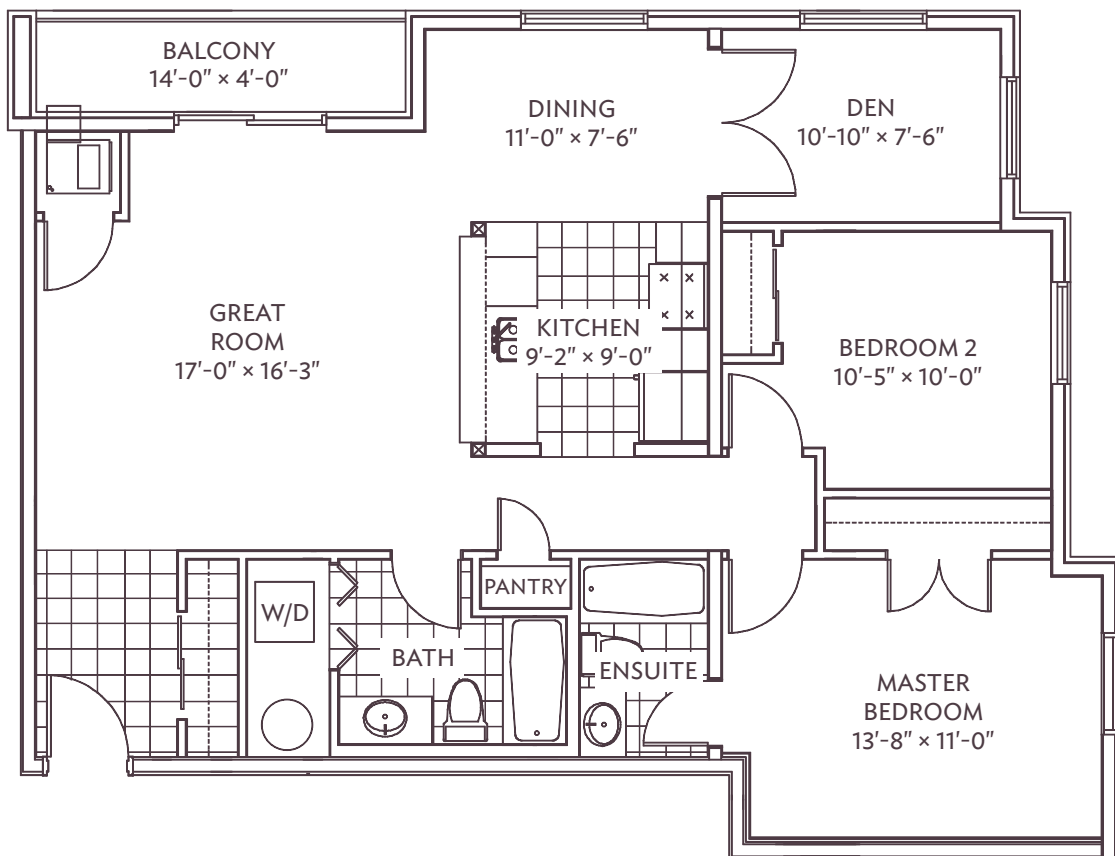 BALCONY
14'-0" × 4'-0"
DINING
11'-0" × 7'-6"
DEN
10'-10" × 7'-6"
GREAT
ROOM
17'-0" × 16'-3"
KITCHEN
9'-2" × 9'-0"
BEDROOM 2
10'-5" × 10'-0"
PANTRY
W/D
BATH
ENSUITE
MASTER
BEDROOM
13'-8" × 11'-0"